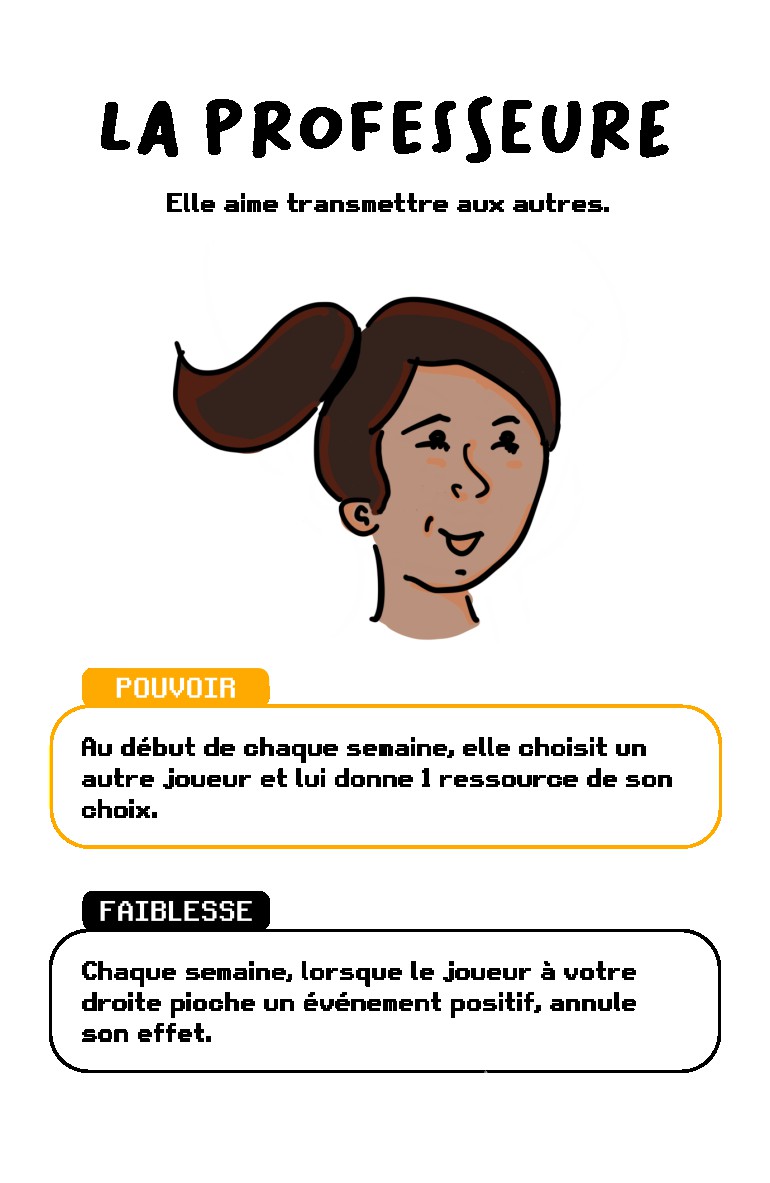 LA PROFESSEURE
Elle aime transmettre aux autres.
POUVOIR
Au début de chaque semaine, elle choisit un
autre joueur et lui donne 1 ressource de son
choix.
FAIBLESSE
Chaque semaine, lorsque le joueur à votre
droite pioche un événement positif, annule
son effet.